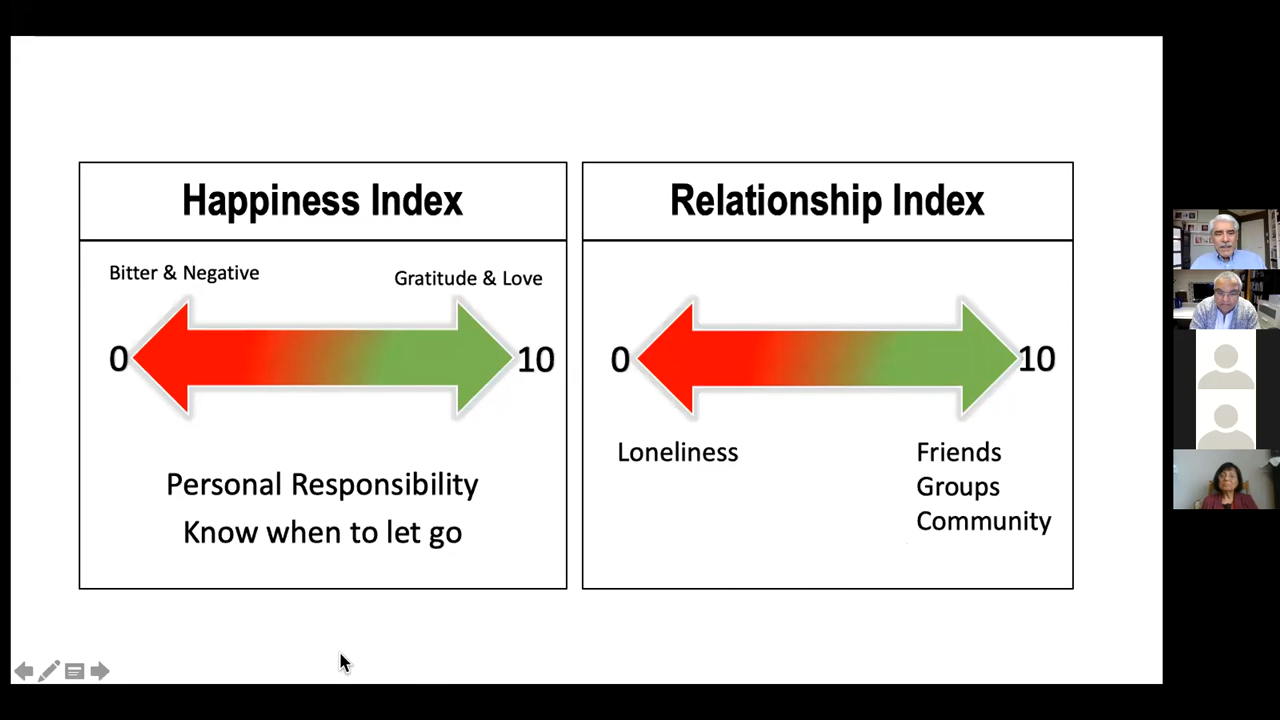 Happiness Index
Bitter & Negative
Gratitude & Love
0
10
Personal Responsibility
Know when to let go
Relationship Index
0
10
Loneliness
Friends
Groups
Community